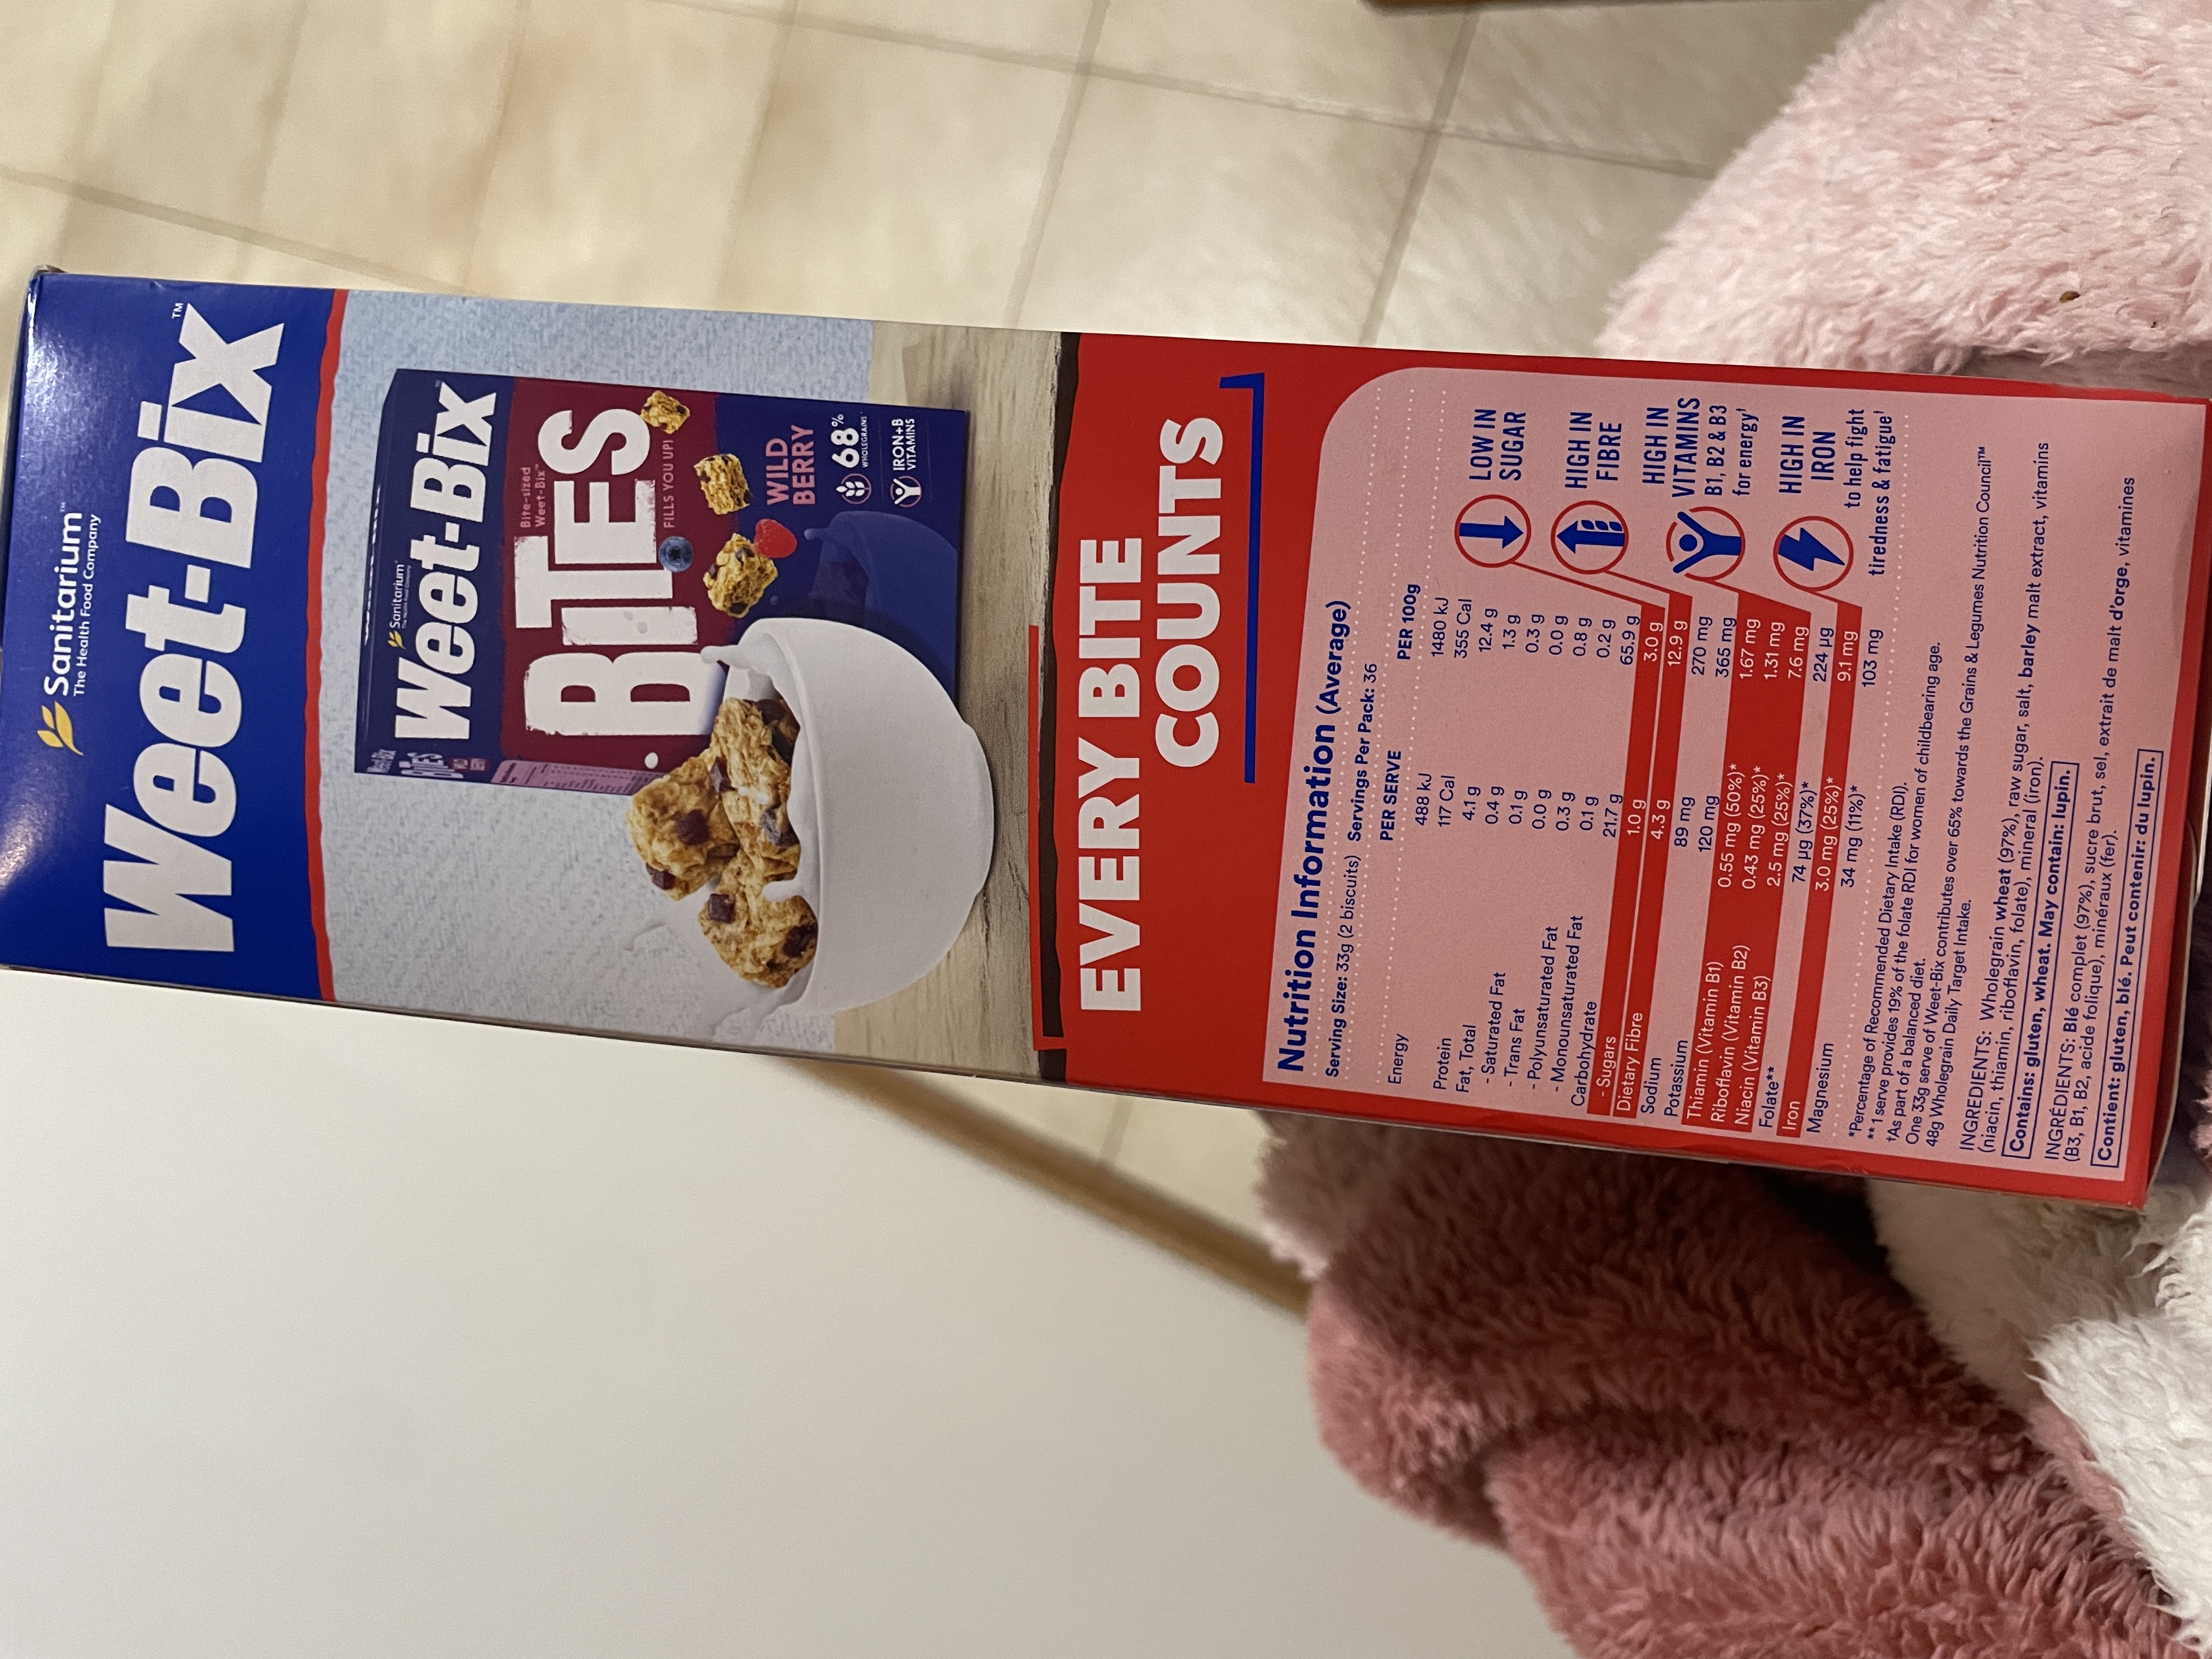 Sanitarium™
The Health Food Company
Weet-Bix™
Sanitarium™
Weet-Bix
Bite-sized
Weet-Bix™
BITES
FILLS YOU UP!
WILD
BERRY
68%
WHOLEGRAINS
IRON+B
VITAMINS
EVERY BITE
COUNTS
Nutrition Information (Average)
Serving Size: 33g (2 biscuits) Servings Per Pack: 36
PER SERVE PER 100g
Energy 488 kJ 1480 kJ
117 Cal 355 Cal
Protein 4.1 g 12.4 g
Fat, Total 0.4 g 1.3 g
- Saturated Fat 0.1 g 0.3 g
- Trans Fat 0.0 g 0.0 g
- Polyunsaturated Fat 0.3 g 0.8 g
- Monounsaturated Fat 0.1 g 0.2 g
Carbohydrate 21.7 g 65.9 g
- Sugars 1.0 g 3.0 g
Dietary Fibre 4.3 g 12.9 g
Sodium 89 mg 270 mg
Potassium 120 mg 365 mg
Thiamin (Vitamin B1) 0.55 mg (50%)* 1.67 mg
Riboflavin (Vitamin B2) 0.43 mg (25%)* 1.31 mg
Niacin (Vitamin B3) 2.5 mg (25%)* 7.6 mg
Folate** 74 µg (37%)* 224 µg
Iron 3.0 mg (25%)* 9.1 mg
Magnesium 34 mg (11%)* 103 mg
LOW IN
SUGAR
HIGH IN
FIBRE
HIGH IN
VITAMINS
B1, B2 & B3
for energy†
HIGH IN
IRON
to help fight
tiredness & fatigue†
*Percentage of Recommended Dietary Intake (RDI).
** 1 serve provides 19% of the folate RDI for women of childbearing age.
†As part of a balanced diet.
One 33g serve of Weet-Bix contributes over 65% towards the Grains & Legumes Nutrition Council™
48g Wholegrain Daily Target Intake.
INGREDIENTS: Wholegrain wheat (97%), raw sugar, salt, barley malt extract, vitamins
(niacin, thiamin, riboflavin, folate), mineral (iron).
Contains: gluten, wheat. May contain: lupin.
INGRÉDIENTS: Blé complet (97%), sucre brut, sel, extrait de malt d'orge, vitamines
(B3, B1, B2, acide folique), minéraux (fer).
Contient: gluten, blé. Peut contenir: du lupin.